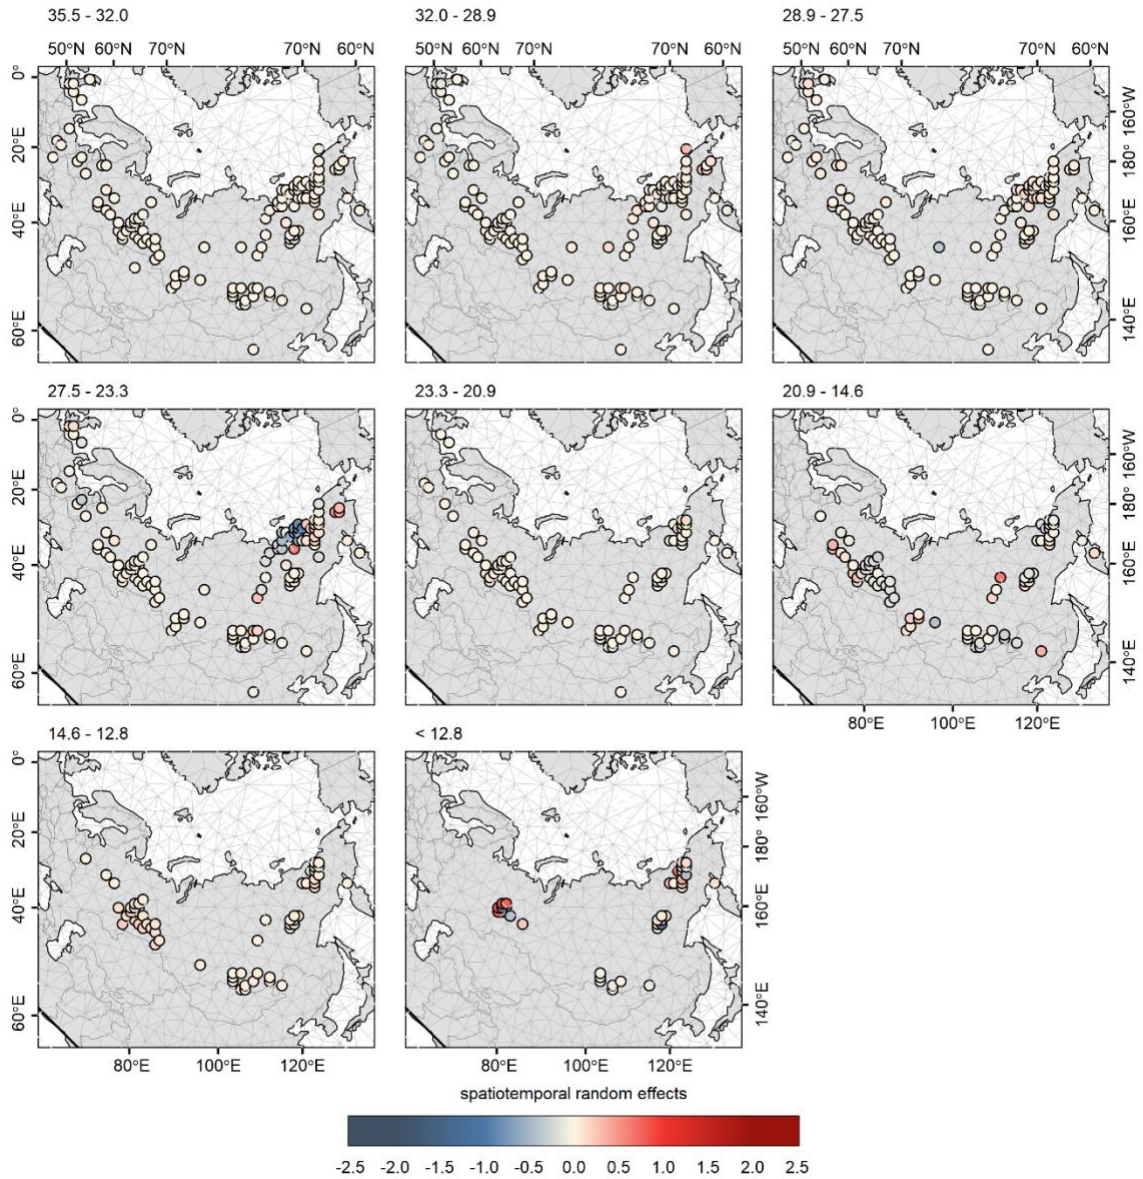 35.5 - 32.0
32.0 - 28.9
28.9 - 27.5
50°N 60°N 70°N 70°N 60°N
50°N 60°N 70°N 70°N 60°N
50°N 60°N 70°N 70°N 60°N
0°
20°E
40°E
60°E
160°W
180°
160°E
140°E
27.5 - 23.3
23.3 - 20.9
20.9 - 14.6
0°
20°E
40°E
60°E
160°W
180°
160°E
140°E
80°E 100°E 120°E
14.6 - 12.8
< 12.8
0°
20°E
40°E
60°E
160°W
180°
160°E
140°E
80°E 100°E 120°E
80°E 100°E 120°E
spatiotemporal random effects
-2.5 -2.0 -1.5 -1.0 -0.5 0.0 0.5 1.0 1.5 2.0 2.5